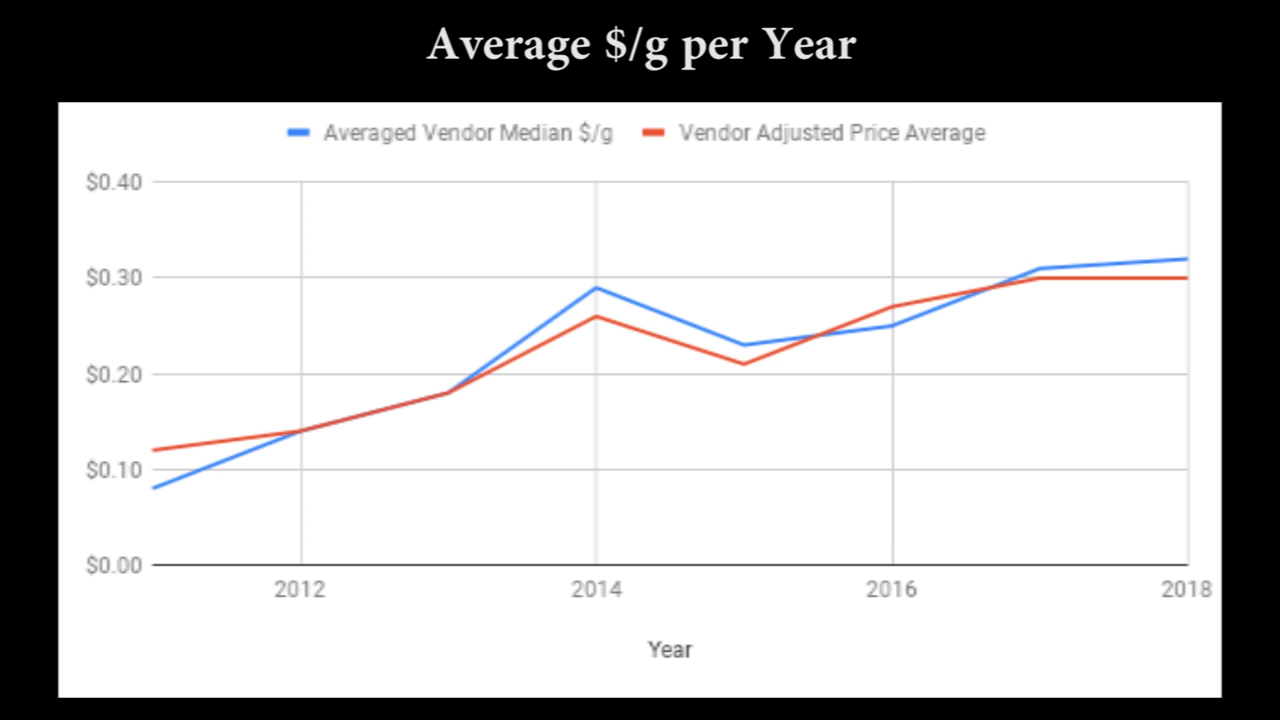 Average $/g per Year
Averaged Vendor Median $/g Vendor Adjusted Price Average
$0.40
$0.30
$0.20
$0.10
$0.00
2012 2014 2016 2018
Year